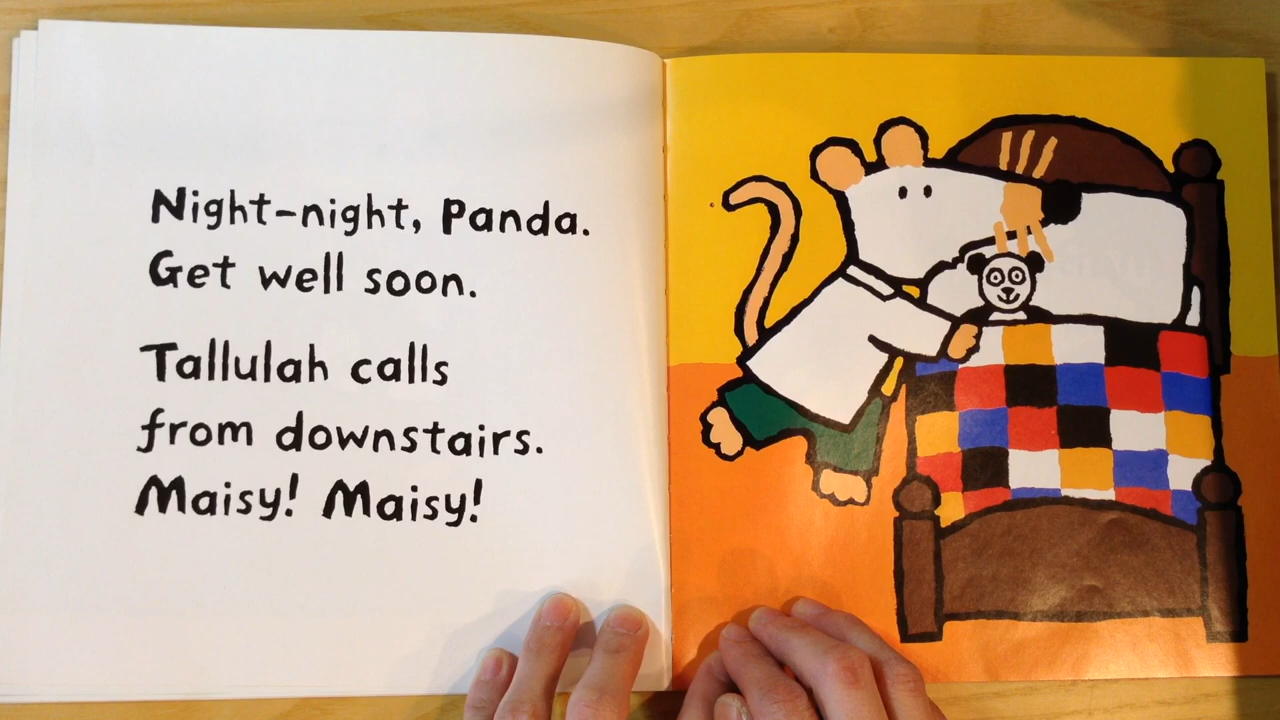 Night-night, Panda.
Get well soon.
Tallulah calls
from downstairs.
Maisy! Maisy!